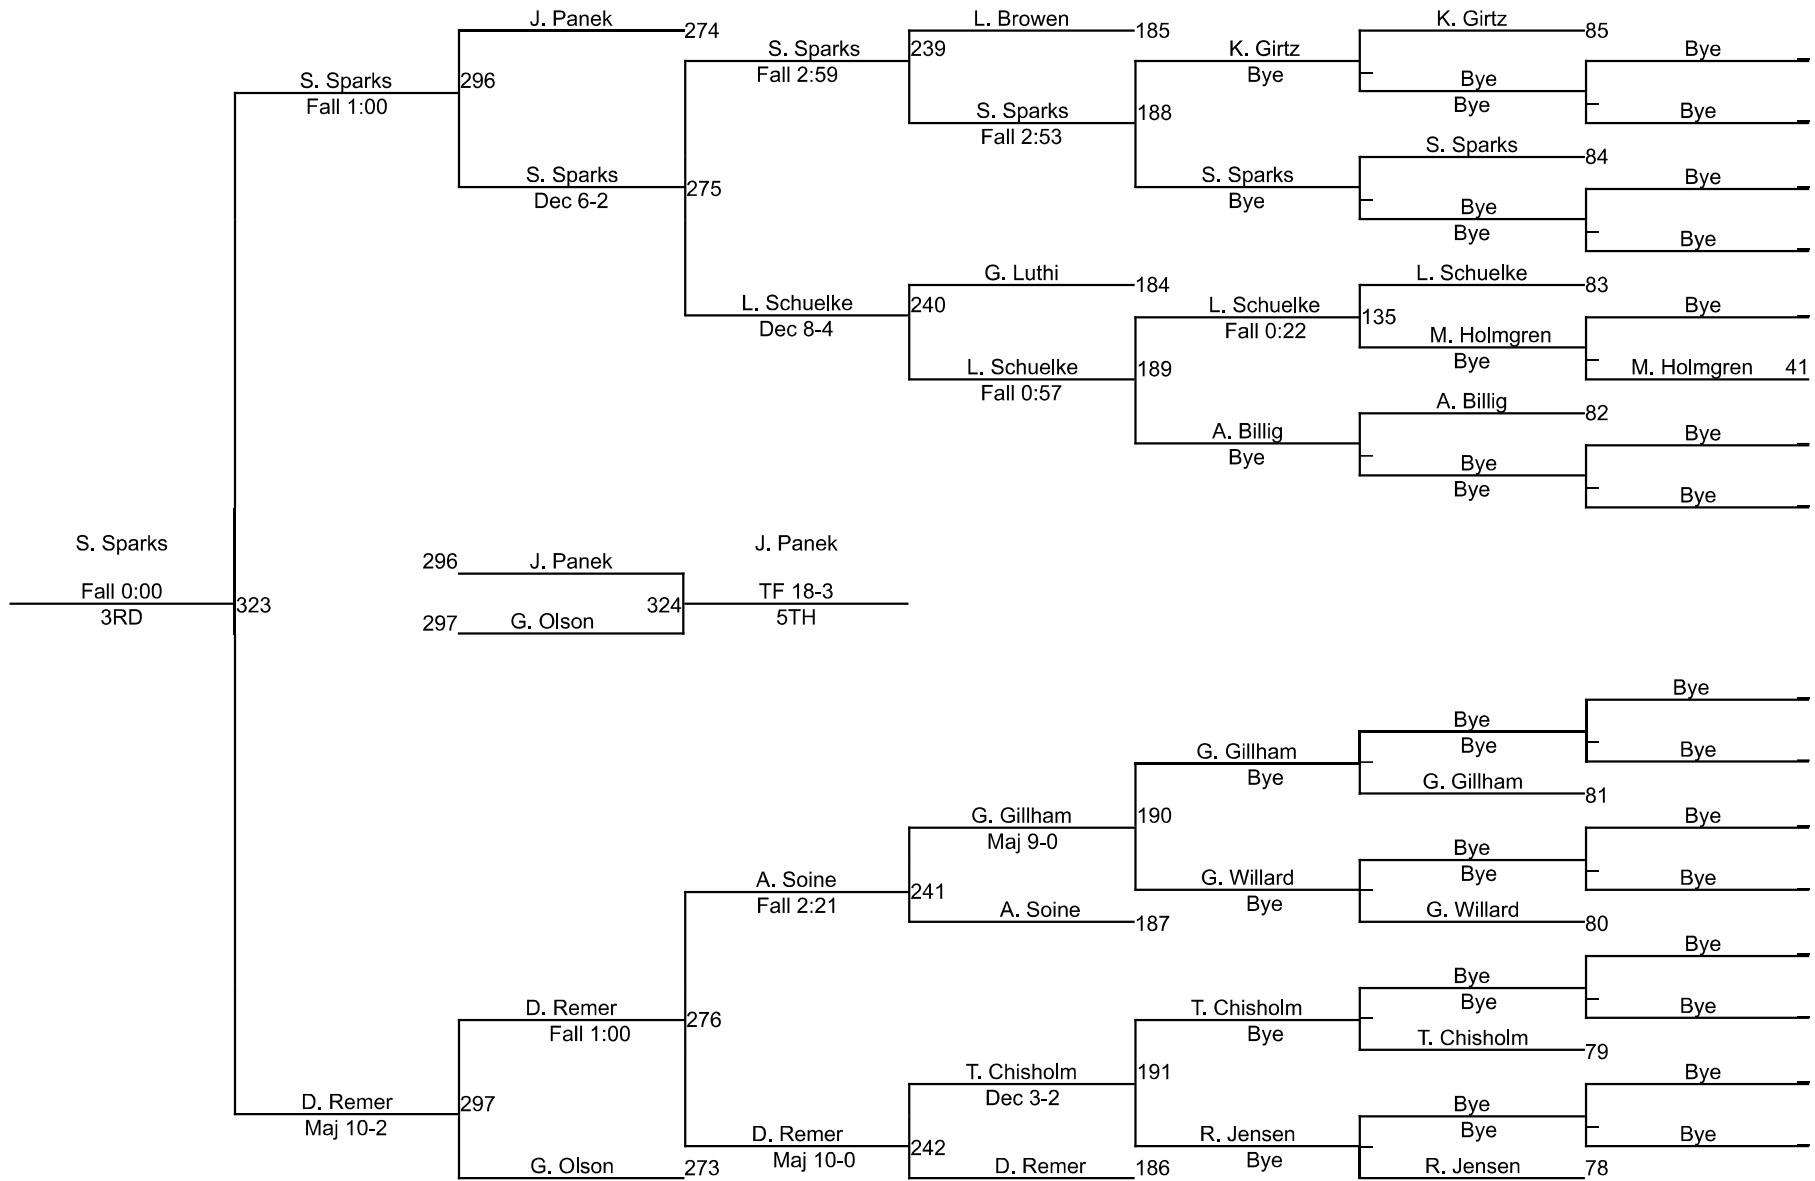 J. Panek
274
L. Browen
185
K. Girtz
85
S. Sparks
239
K. Girtz
Bye
Fall 2:59
Bye
S. Sparks
296
Bye
Fall 1:00
Bye
S. Sparks
188
Bye
Fall 2:53
S. Sparks
84
S. Sparks
275
S. Sparks
Bye
Dec 6-2
Bye
Bye
Bye
Bye
G. Luthi
184
L. Schuelke
83
L. Schuelke
240
L. Schuelke
135
Bye
Dec 8-4
Fall 0:22
M. Holmgren
Bye
L. Schuelke
189
M. Holmgren 41
Fall 0:57
A. Billig
82
A. Billig
Bye
Bye
Bye
Bye
Bye
S. Sparks
J. Panek
296
J. Panek
Fall 0:00
323
324
TF 18-3
3RD
297
G. Olson
5TH
Bye
Bye
Bye
G. Gillham
Bye
Bye
G. Gillham
81
G. Gillham
190
Bye
Maj 9-0
Bye
A. Soine
241
G. Willard
Bye
Bye
Fall 2:21
Bye
A. Soine
187
G. Willard
80
Bye
Bye
D. Remer
276
T. Chisholm
Bye
Bye
Fall 1:00
Bye
T. Chisholm
79
T. Chisholm
191
Bye
Dec 3-2
D. Remer
297
Bye
Maj 10-2
Bye
D. Remer
242
R. Jensen
Bye
Maj 10-0
Bye
G. Olson
273
D. Remer
186
R. Jensen
78